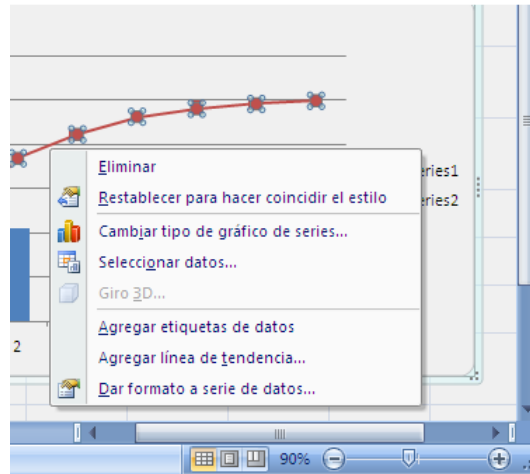 eries1
eries2
Eliminar
Restablecer para hacer coincidir el estilo
Cambiar tipo de gráfico de series...
Seleccionar datos...
Giro 3D...
Agregar etiquetas de datos
Agregar línea de tendencia...
Dar formato a serie de datos...
2
90%